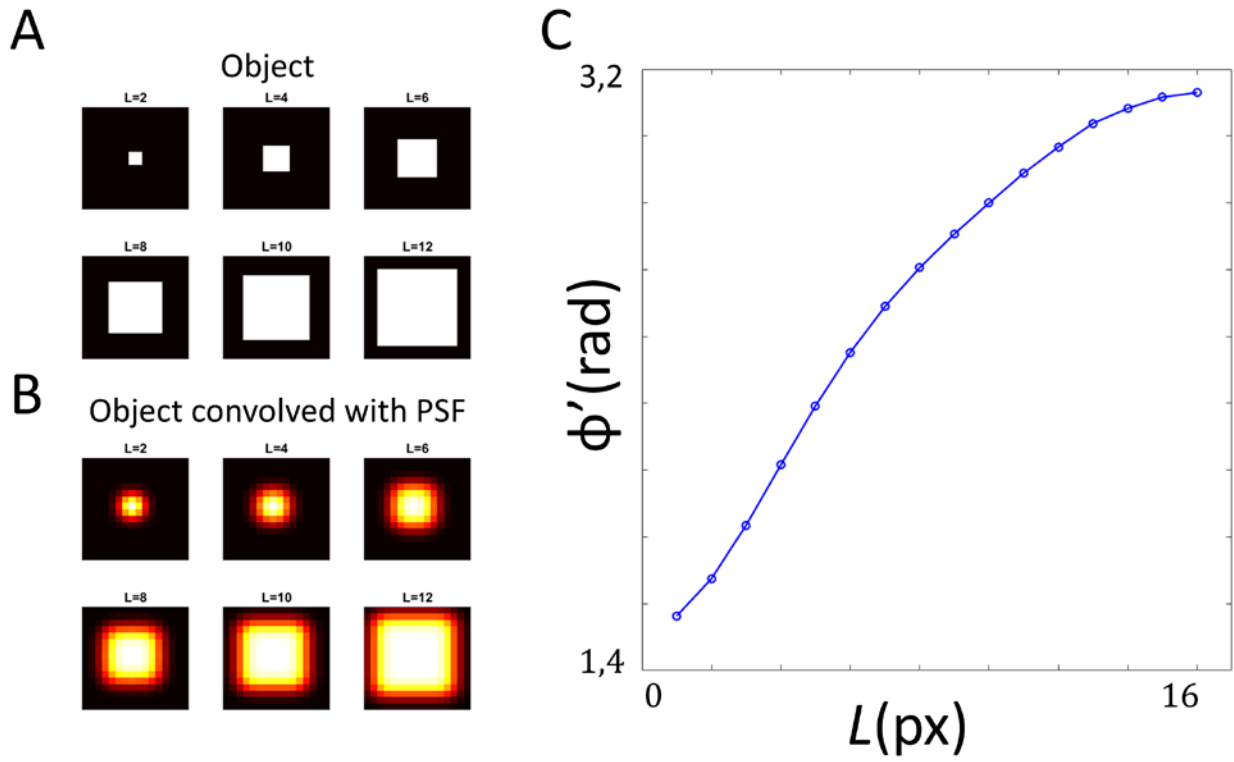 A
Object
L=2 L=4 L=6
L=8 L=10 L=12
B
Object convolved with PSF
L=2 L=4 L=6
L=8 L=10 L=12
C
3,2
ϕ’(rad)
1,4
0 16
L(px)